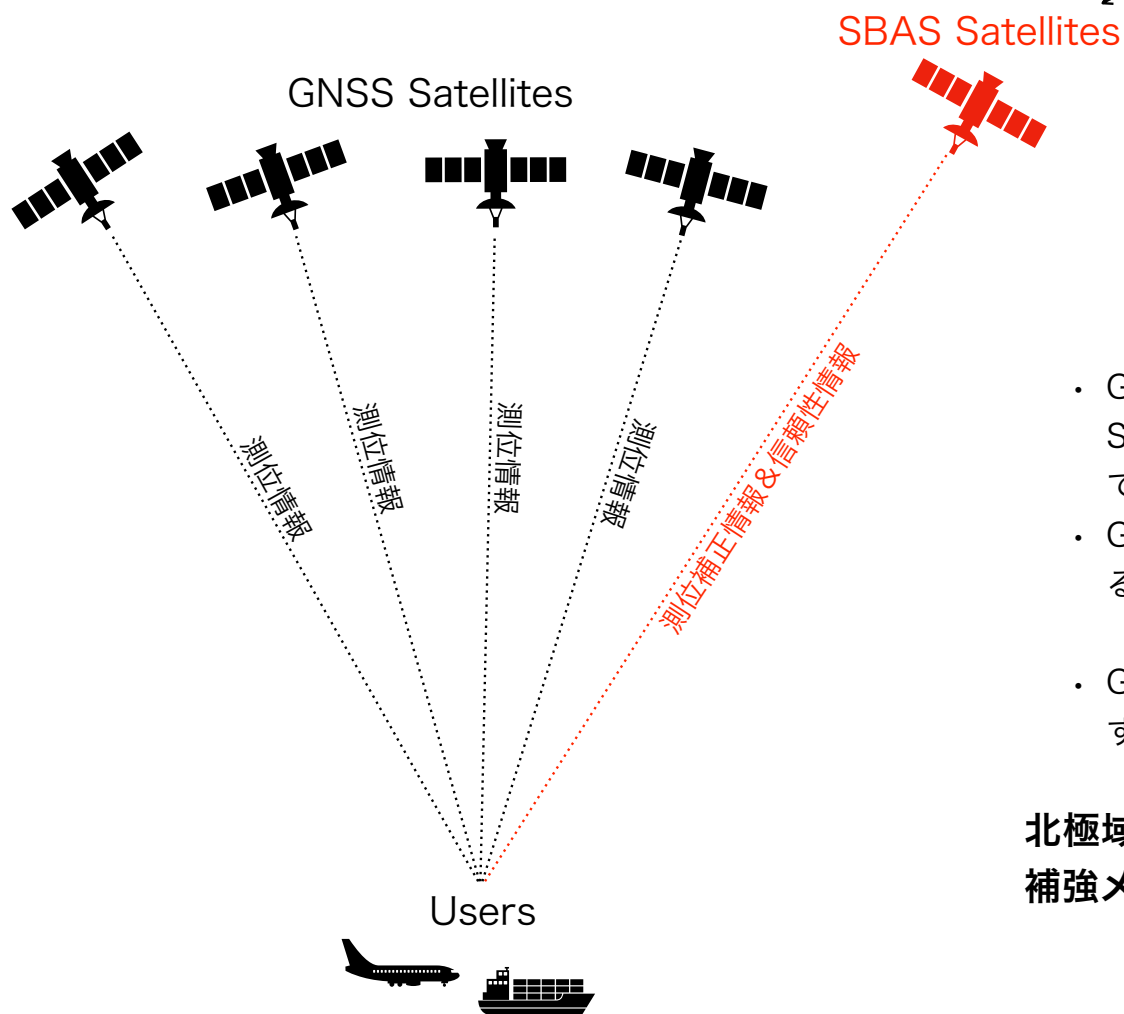 SBAS Satellites
GNSS Satellites
測位情報
測位情報
測位情報
測位情報
測位補正情報&信頼性情報
・ G
S
て
・ G
る
・ G
す
北極域
補強メ
Users